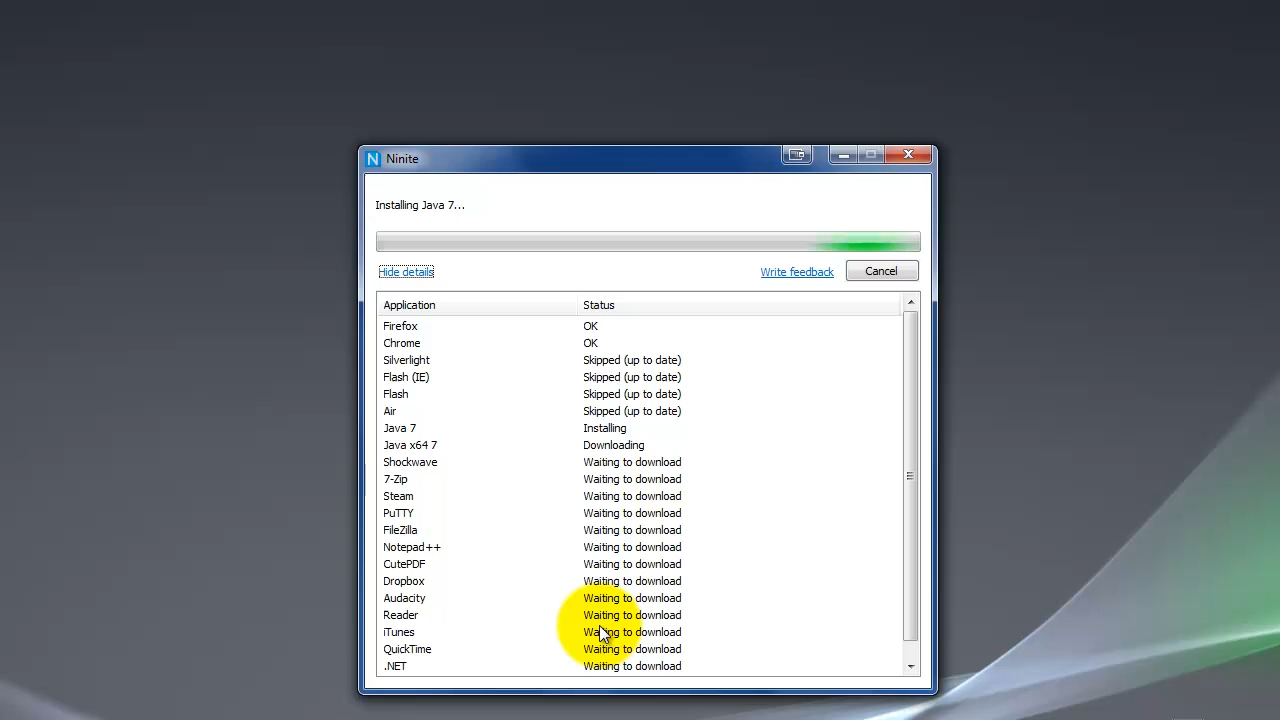 Ninite
Installing Java 7...
Hide details Write feedback Cancel
Application Status
Firefox OK
Chrome OK
Silverlight Skipped (up to date)
Flash (IE) Skipped (up to date)
Flash Skipped (up to date)
Air Skipped (up to date)
Java 7 Installing
Java x64 7 Downloading
Shockwave Waiting to download
7-Zip Waiting to download
Steam Waiting to download
PuTTY Waiting to download
FileZilla Waiting to download
Notepad++ Waiting to download
CutePDF Waiting to download
Dropbox Waiting to download
Audacity Waiting to download
Reader Waiting to download
iTunes Waiting to download
QuickTime Waiting to download
.NET Waiting to download